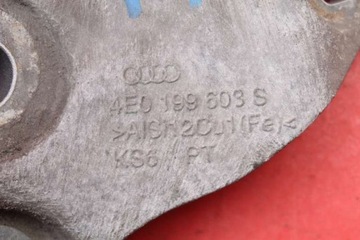 4E0 199 603 S
>AlSi12Cu1(Fe)<
KS6 PT